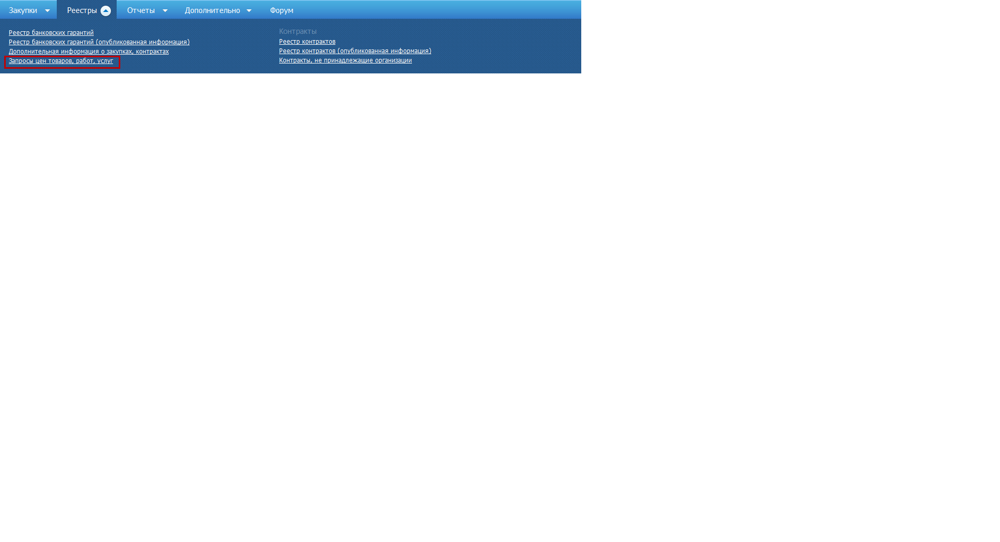 Закупки Реестры Отчеты Дополнительно Форум
Реестр банковских гарантий
Реестр банковских гарантий (опубликованная информация)
Дополнительная информация о закупках, контрактах
Запросы цен товаров, работ, услуг
Контракты
Реестр контрактов
Реестр контрактов (опубликованная информация)
Контракты, не принадлежащие организации